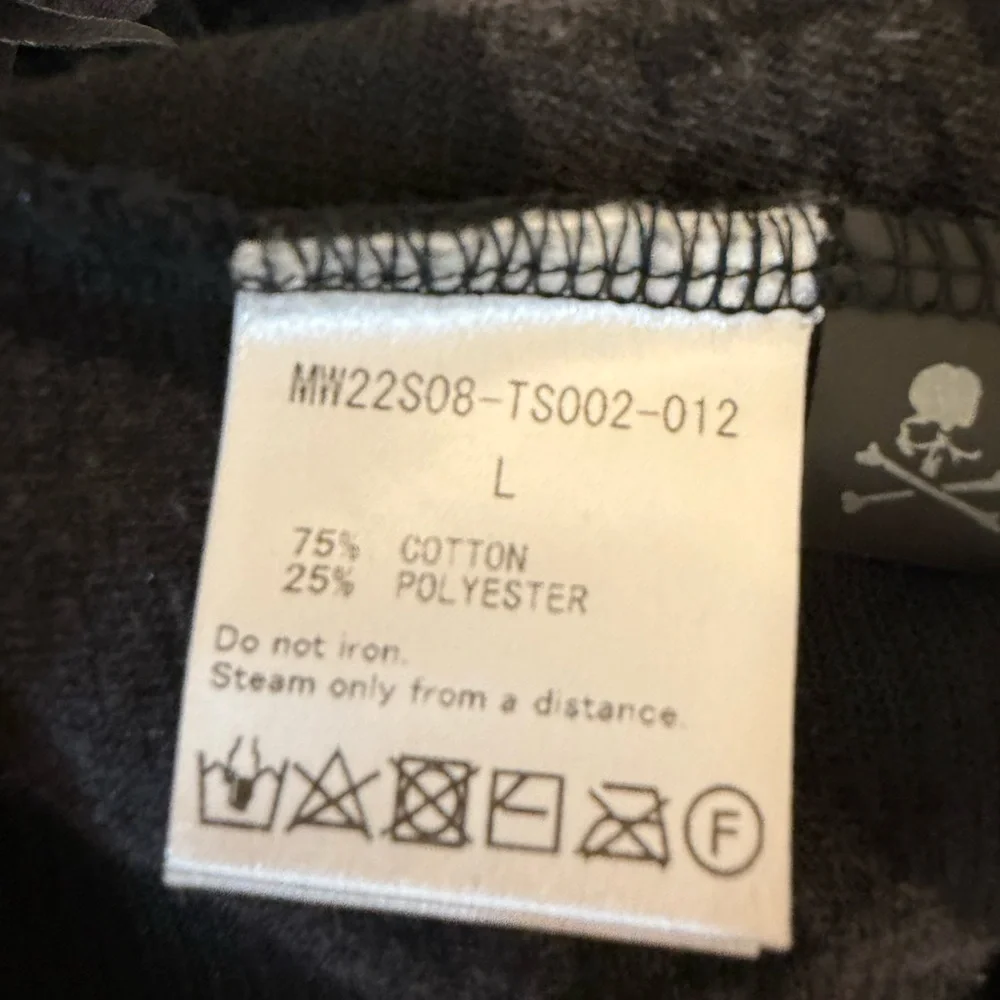 MW22S08-TS002-012
L
75% COTTON
25% POLYESTER
Do not iron.
Steam only from a distance.
F